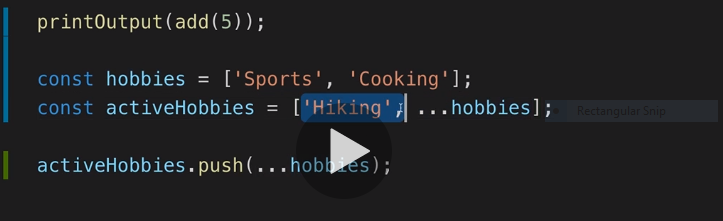 printOutput(add(5));
const hobbies = ['Sports', 'Cooking'];
const activeHobbies = ['Hiking', ...hobbies];
Rectangular Snip
activeHobbies.push(...hobbies);